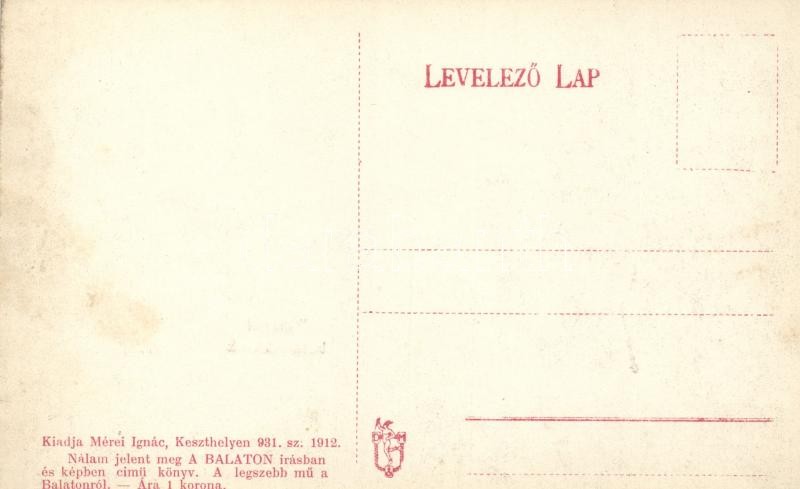 LEVELEZŐ LAP
Kiadja Mérei Ignác, Keszthelyen 931. sz. 1912.
Nálam jelent meg A BALATON irásban
és képben cimü könyv. A legszebb mű a
Balatonról. — Ára 1 korona.
D M